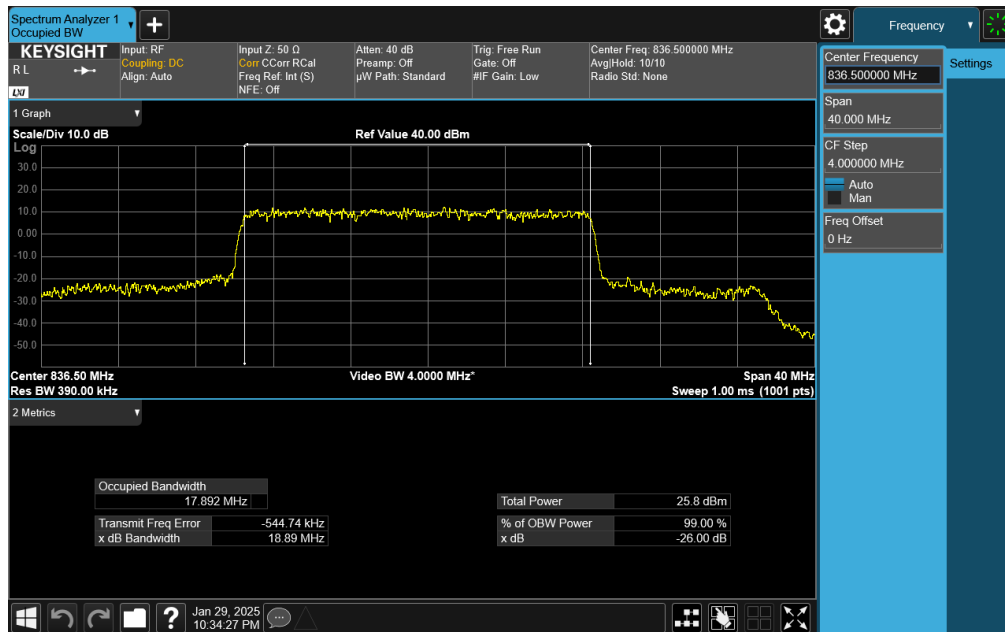 Spectrum Analyzer 1
Occupied BW
Frequency
KEYSIGHT
R L
LXI
Input: RF
Coupling: DC
Align: Auto
Input Z: 50 Ω
Corr CCorr RCal
Freq Ref: Int (S)
NFE: Off
Atten: 40 dB
Preamp: Off
µW Path: Standard
Trig: Free Run
Gate: Off
#IF Gain: Low
Center Freq: 836.500000 MHz
Avg|Hold: 10/10
Radio Std: None
Center Frequency
836.500000 MHz
Settings
Span
40.000 MHz
CF Step
4.000000 MHz
Auto
Man
Freq Offset
0 Hz
1 Graph
Scale/Div 10.0 dB
Ref Value 40.00 dBm
Log
30.0
20.0
10.0
0.00
-10.0
-20.0
-30.0
-40.0
-50.0
Center 836.50 MHz
Video BW 4.0000 MHz*
Span 40 MHz
Res BW 390.00 kHz
Sweep 1.00 ms (1001 pts)
2 Metrics
Occupied Bandwidth
17.892 MHz
Transmit Freq Error -544.74 kHz
x dB Bandwidth 18.89 MHz
Total Power 25.8 dBm
% of OBW Power 99.00 %
x dB -26.00 dB
Jan 29, 2025
10:34:27 PM